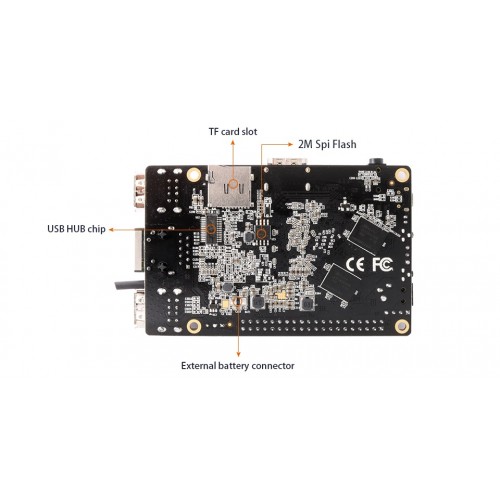 TF card slot
2M Spi Flash
USB HUB chip
CE FC
External battery connector